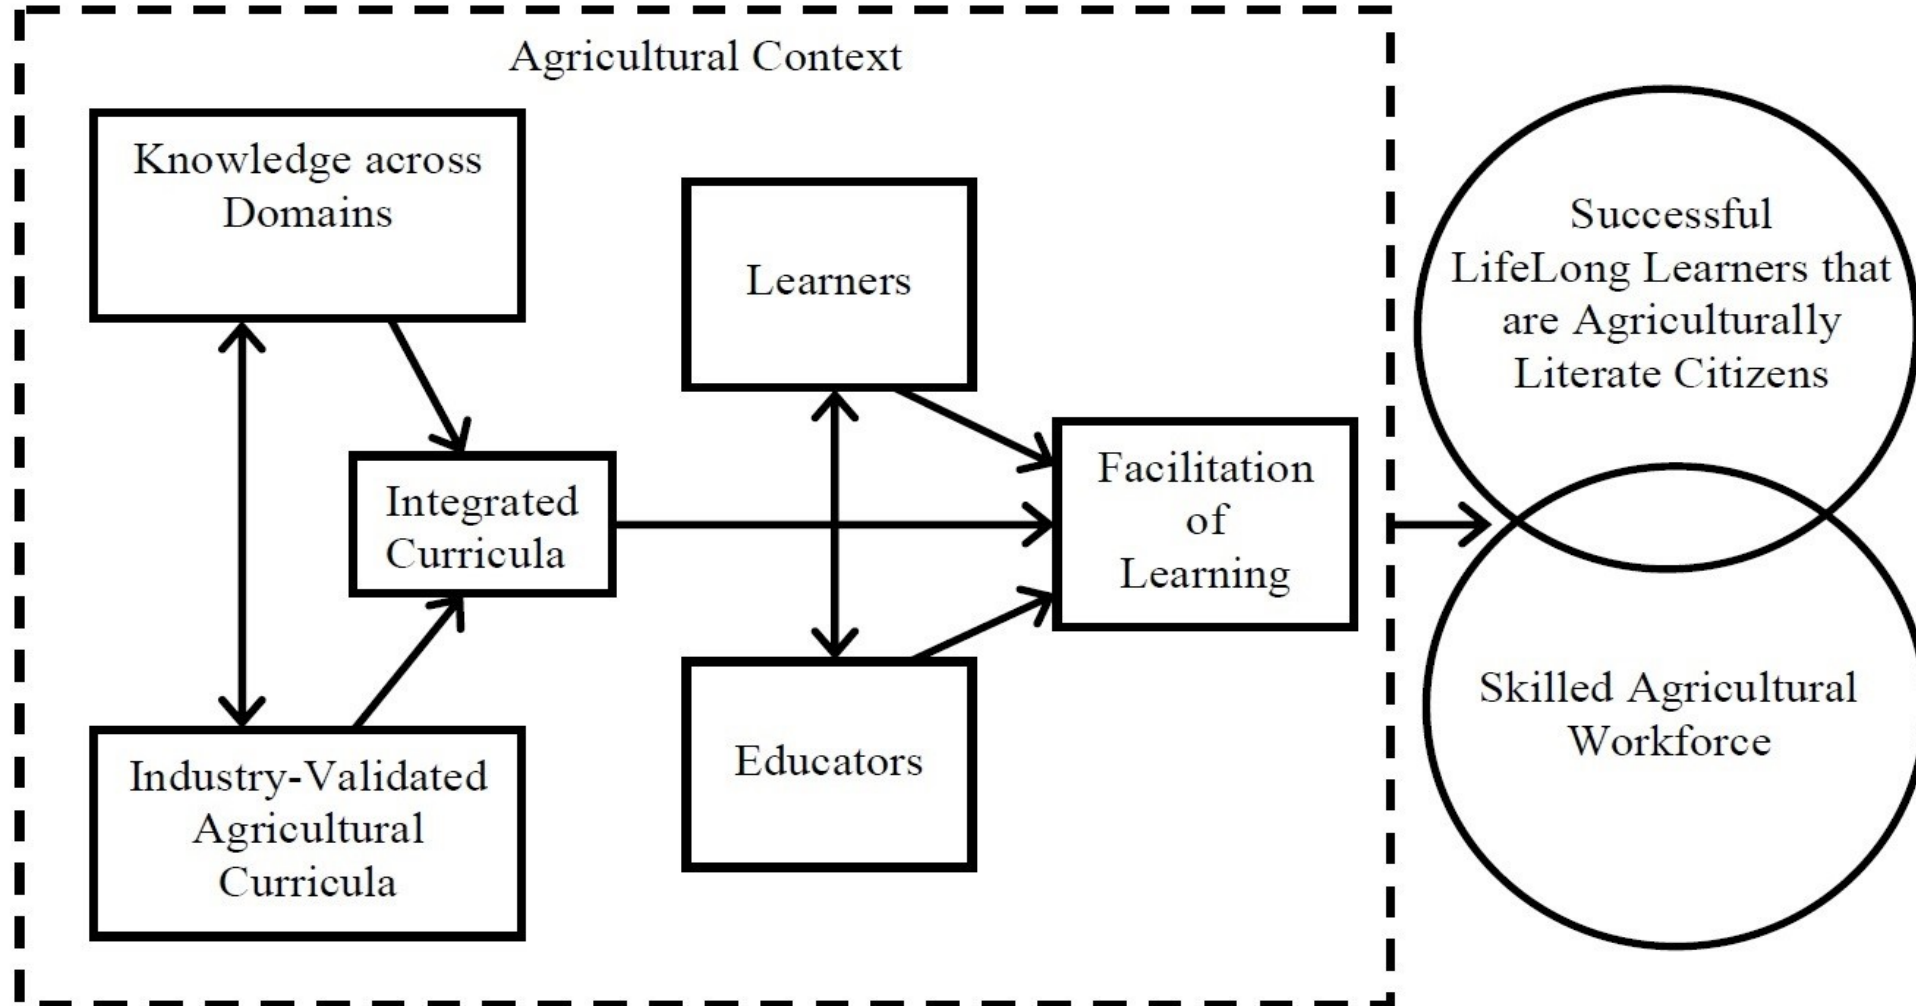 Agricultural Context
Knowledge across
Domains
Learners
Integrated
Curricula
Facilitation
of
Learning
Industry-Validated
Agricultural
Curricula
Educators
Successful
LifeLong Learners that
are Agriculturally
Literate Citizens
Skilled Agricultural
Workforce